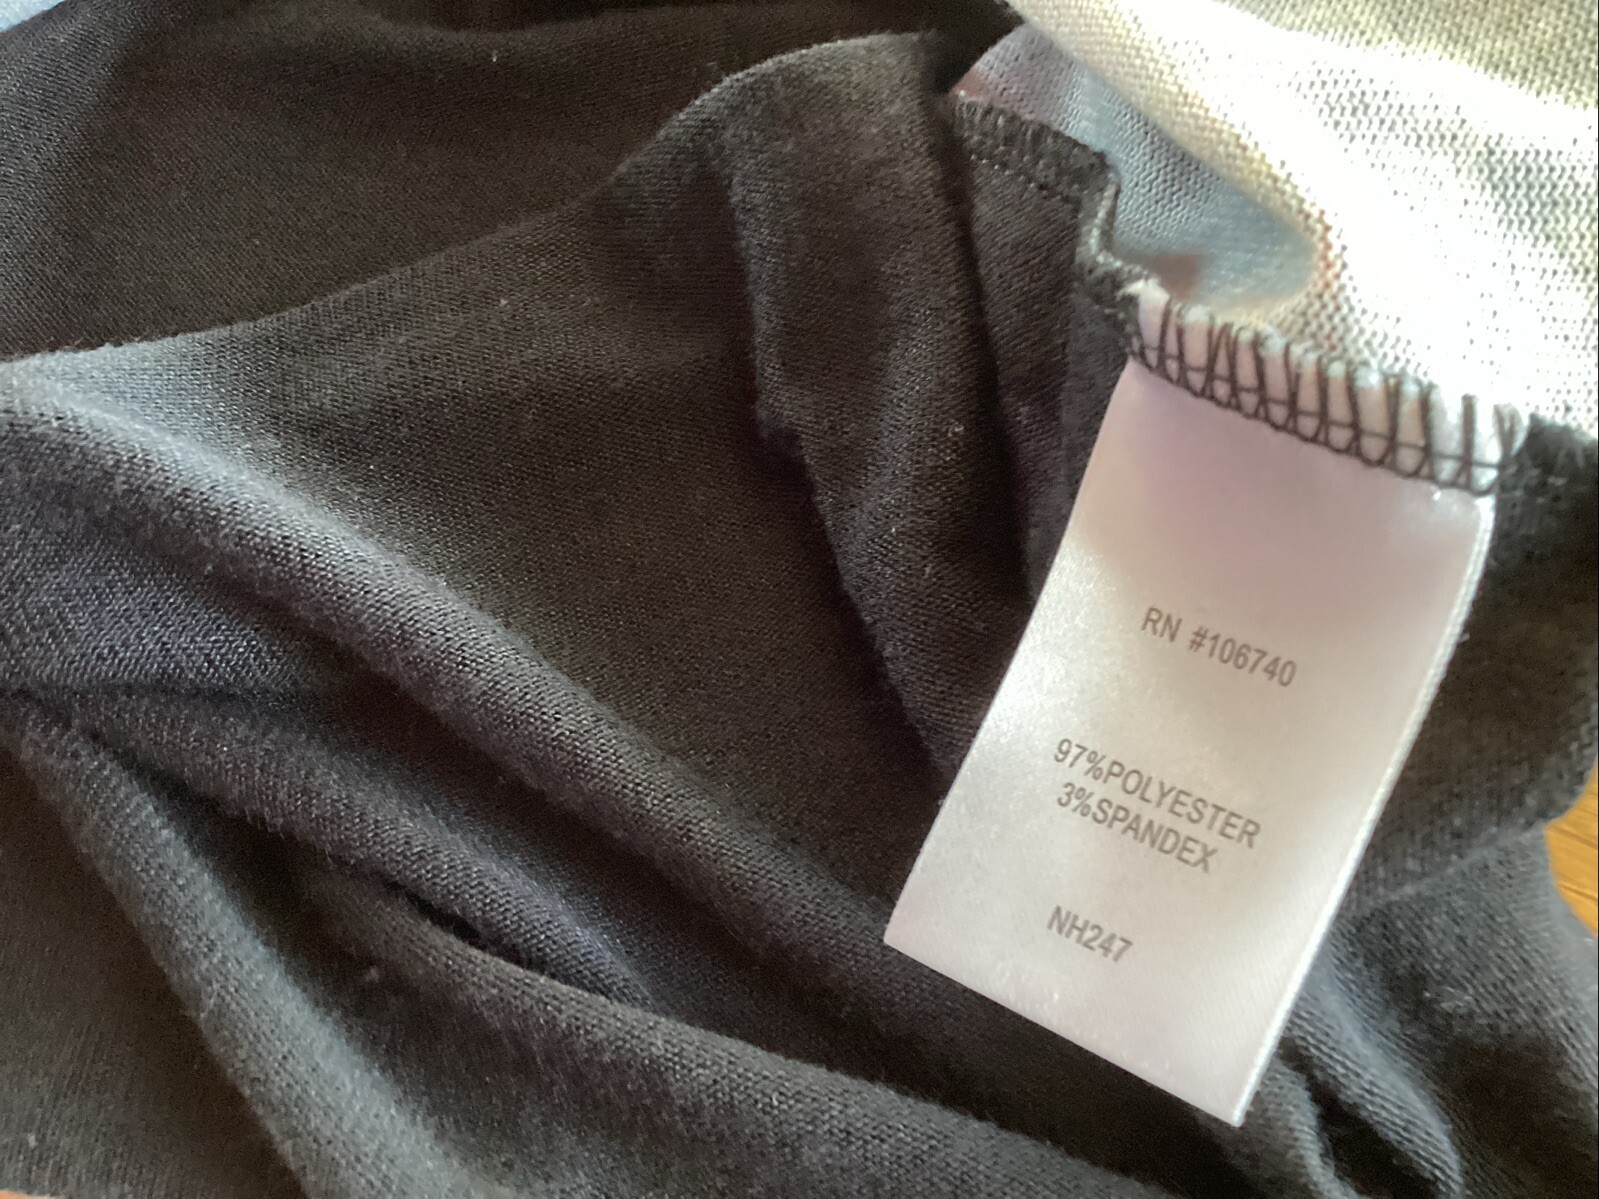 RN #106740
97%POLYESTER
3%SPANDEX
NH247